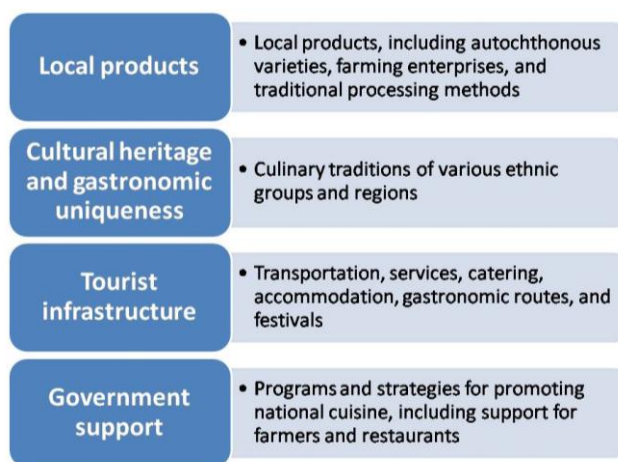 Local products
• Local products, including autochthonous
varieties, farming enterprises, and
traditional processing methods
Cultural heritage
and gastronomic
uniqueness
• Culinary traditions of various ethnic
groups and regions
Tourist
infrastructure
• Transportation, services, catering,
accommodation, gastronomic routes, and
festivals
Government
support
• Programs and strategies for promoting
national cuisine, including support for
farmers and restaurants